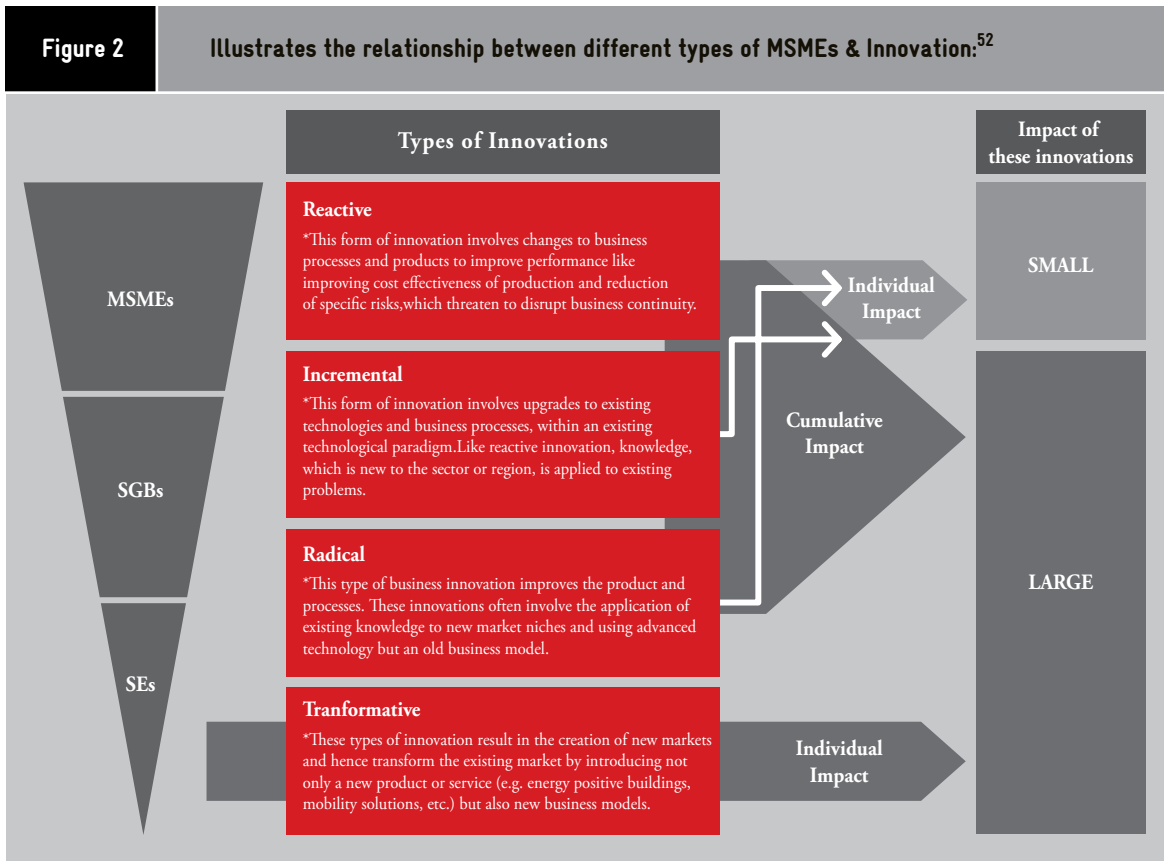 Figure 2
Illustrates the relationship between different types of MSMEs & Innovation:52
Types of Innovations
Impact of
these innovations
MSMEs
SGBs
SEs
Reactive
*This form of innovation involves changes to business
processes and products to improve performance like
improving cost effectiveness of production and reduction
of specific risks,which threaten to disrupt business continuity.
Incremental
*This form of innovation involves upgrades to existing
technologies and business processes, within an existing
technological paradigm.Like reactive innovation, knowledge,
which is new to the sector or region, is applied to existing
problems.
Radical
*This type of business innovation improves the product and
processes. These innovations often involve the application of
existing knowledge to new market niches and using advanced
technology but an old business model.
Tranformative
*These types of innovation result in the creation of new markets
and hence transform the existing market by introducing not
only a new product or service (e.g. energy positive buildings,
mobility solutions, etc.) but also new business models.
Individual
Impact
Cumulative
Impact
Individual
Impact
SMALL
LARGE